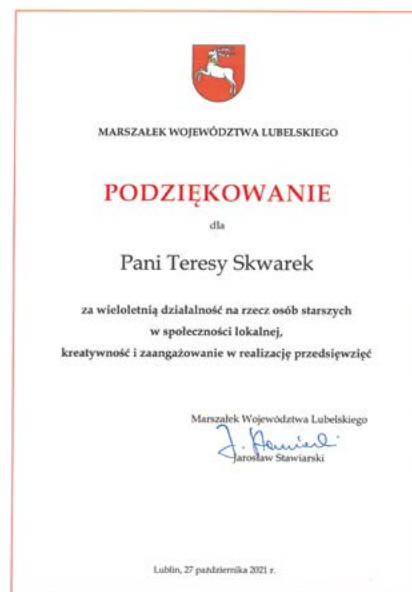 MARSZAŁEK WOJEWÓDZTWA LUBELSKIEGO
PODZIĘKOWANIE
dla
Pani Teresy Skwarek
za wieloletnią działalność na rzecz osób starszych
w społeczności lokalnej,
kreatywność i zaangażowanie w realizację przedsięwzięć
Marszałek Województwa Lubelskiego
Jarosław Stawiarski
Lublin, 27 października 2021 r.